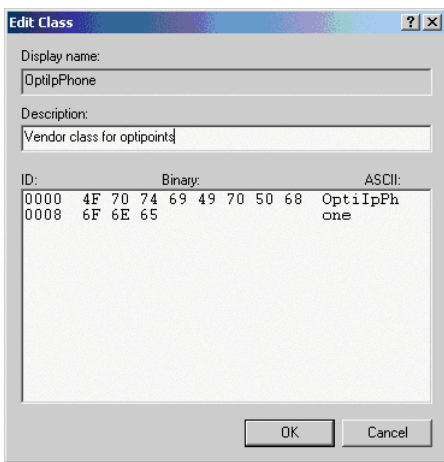 Edit Class
Display name:
OptiIpPhone
Description:
Vendor class for optipoints
ID: Binary: ASCII:
0000 4F 70 74 69 49 70 50 68 OptiIpPh
0008 6F 6E 65 one
OK Cancel